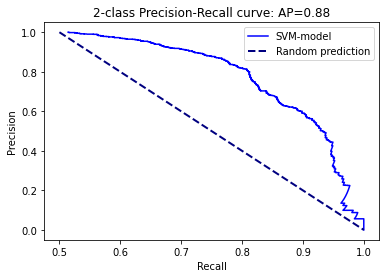 2-class Precision-Recall curve: AP=0.88
SVM-model
Random prediction
Precision
1.0
0.8
0.6
0.4
0.2
0.0
0.5 0.6 0.7 0.8 0.9 1.0
Recall